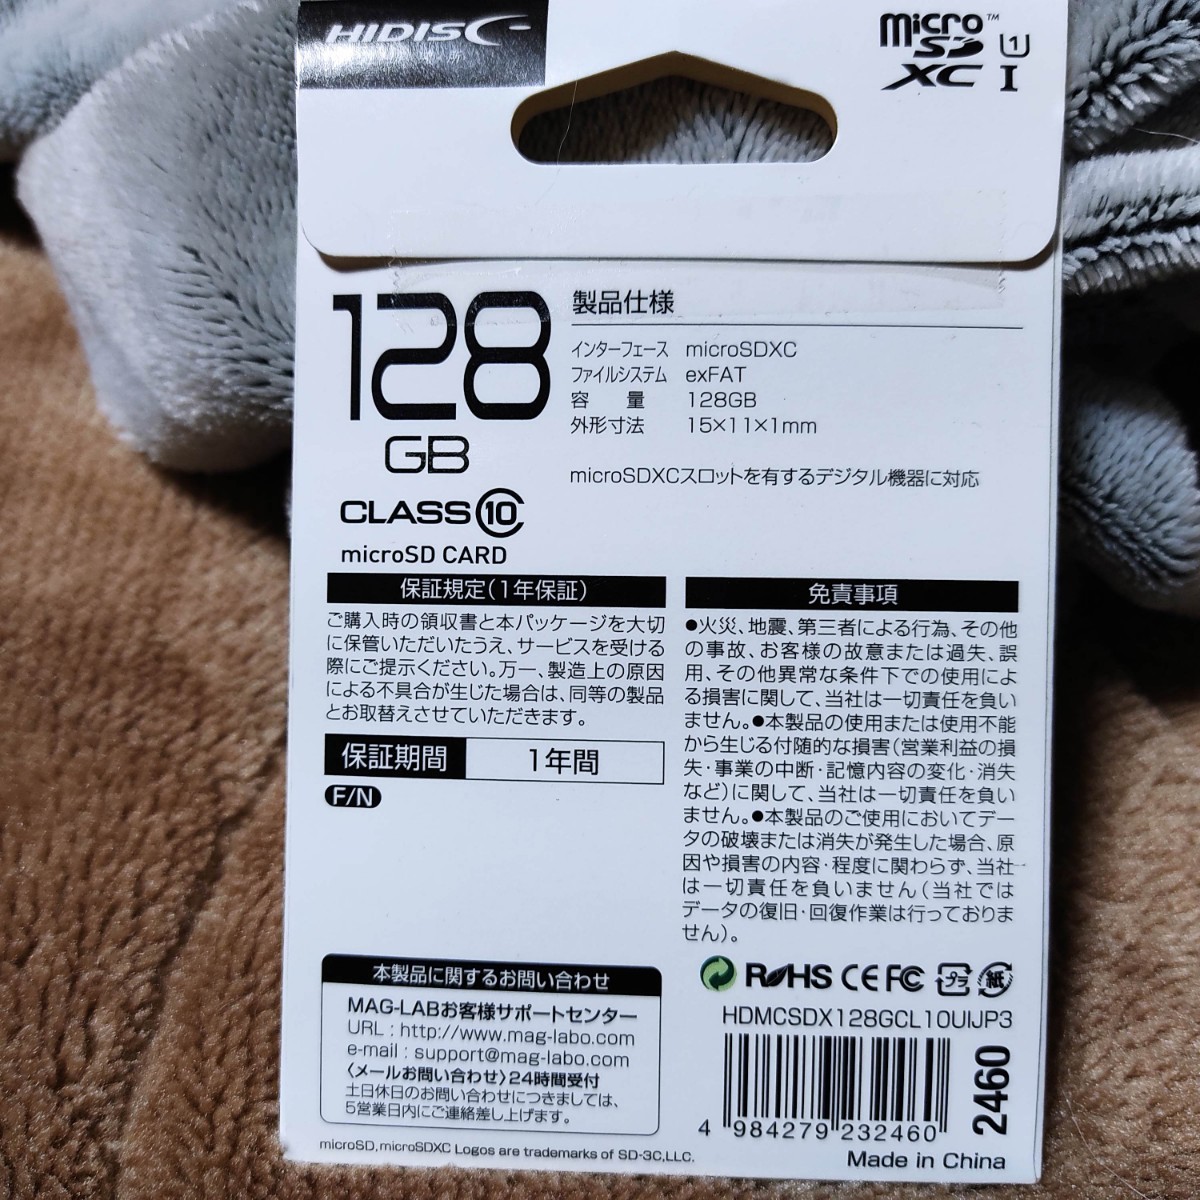 HIDISC
micro SD XC I 1
128
GB
CLASS 10
microSD CARD
製品仕様
インターフェース microSDXC
ファイルシステム exFAT
容量 128GB
外形寸法 15×11×1mm
microSDXCスロットを有するデジタル機器に対応
保証規定(1年保証)
ご購入時の領収書と本パッケージを大切
に保管いただいたうえ、サービスを受ける
際にご提示ください。万一、製造上の原因
による不具合が生じた場合は、同等の製品
とお取替えさせていただきます。
保証期間 1年間
F/N
免責事項
●火災、地震、第三者による行為、その他
の事故、お客様の故意または過失、誤
用、その他異常な条件下での使用によ
る損害に関して、当社は一切責任を負い
ません。●本製品の使用または使用不能
から生じる付随的な損害(営業利益の損
失・事業の中断・記憶内容の変化・消失
など)に関して、当社は一切責任を負い
ません。●本製品のご使用においてデー
タの破壊または消失が発生した場合、原
因や損害の内容・程度に関わらず、当社
は一切責任を負いません(当社では
データの復旧・回復作業は行っておりま
せん)。
本製品に関するお問い合わせ
MAG-LABお客様サポートセンター
URL : http://www.mag-labo.com
e-mail : support@mag-labo.com
〈メールお問い合わせ〉24時間受付
土日休日のお問い合わせにつきましては、
5営業日内にご連絡差し上げます。
RoHS CE FC プラ 紙
HDMCSDX128GCL10UIJP3
2460
4 984279 232460
microSD,microSDXC Logos are trademarks of SD-3C,LLC.
Made in China